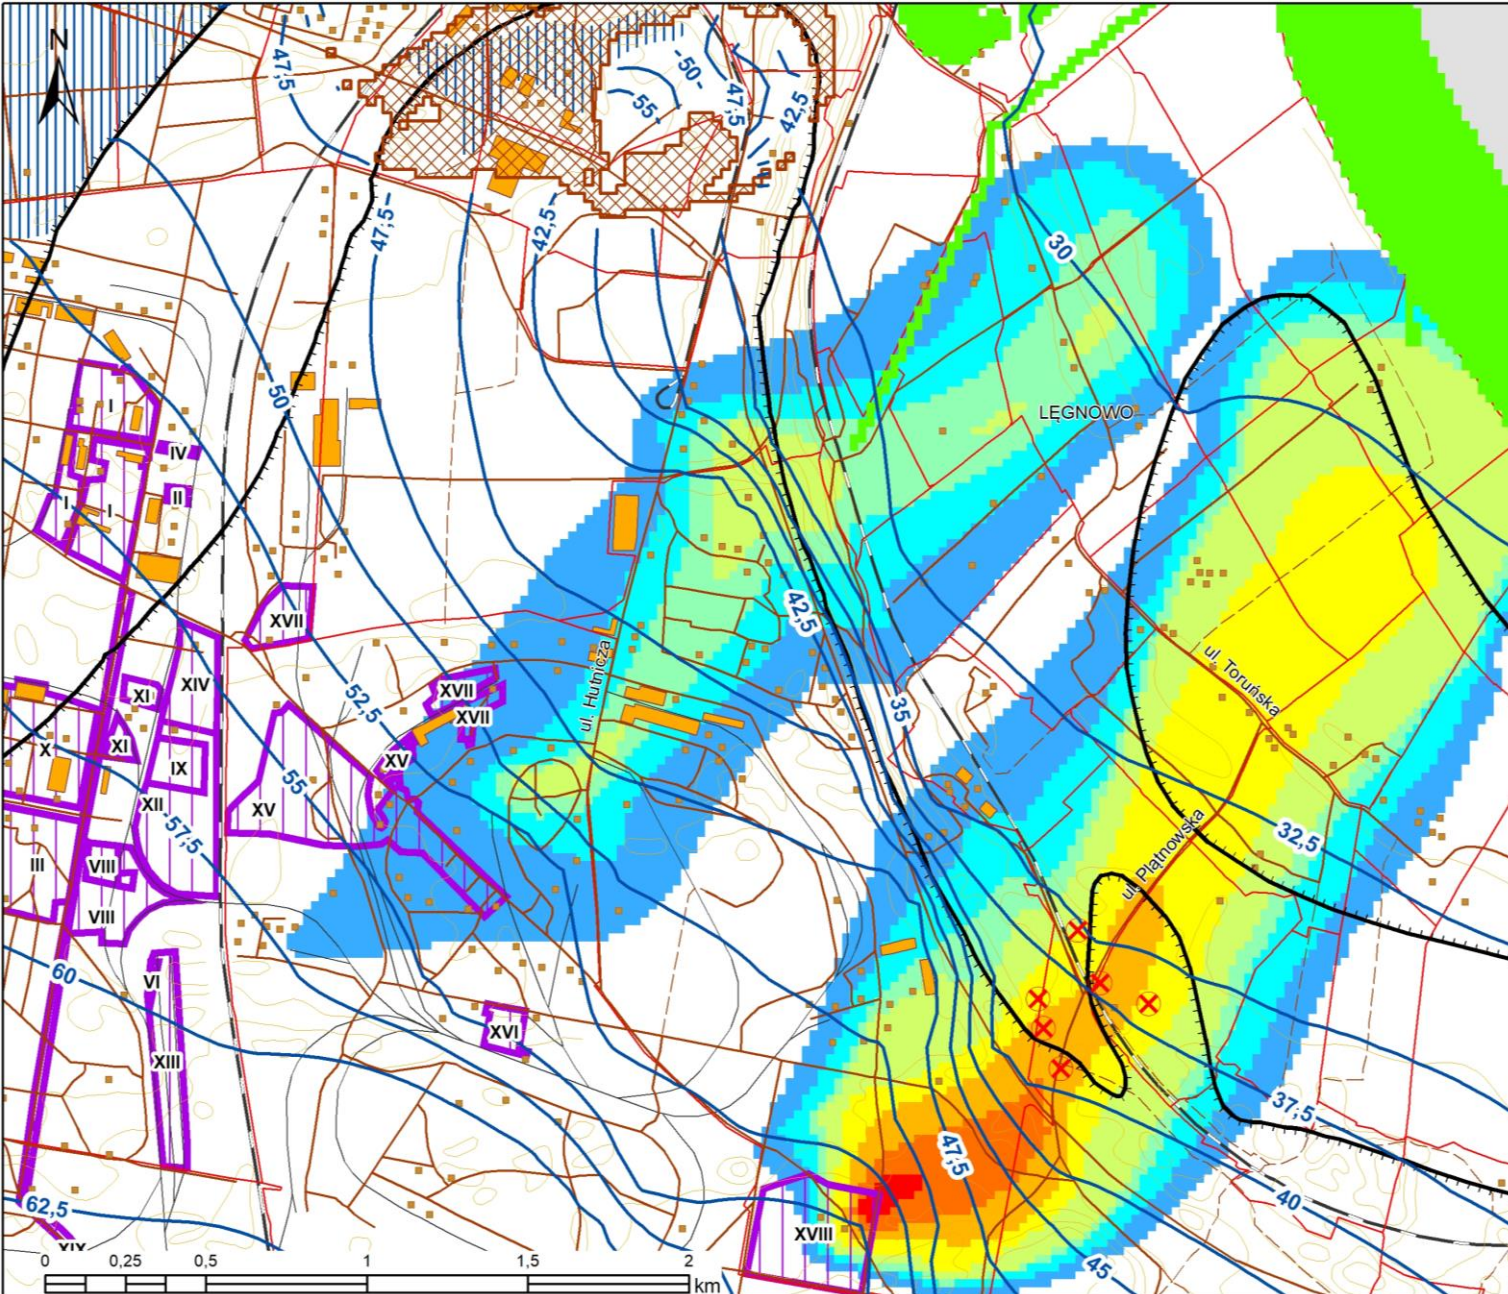 N
47,5
-50-
55-
47,5
42,5
47,5-
42,5-
30
50
LĘGNOWO
I
IV
II
I
I
42,5
XVII
ul. Hutnicza
ul. Toruńska
XIV
XI
XVII
52,5
XVII
35
XI
X
IX
XV
55
XV
XII
57,5
ul. Plątnowska
32,5
III
VIII
VIII
60
VI
XVI
XIII
37,5
47,5
40
62,5
XVIII
XIX
45
0 0,25 0,5 1 1,5 2
km